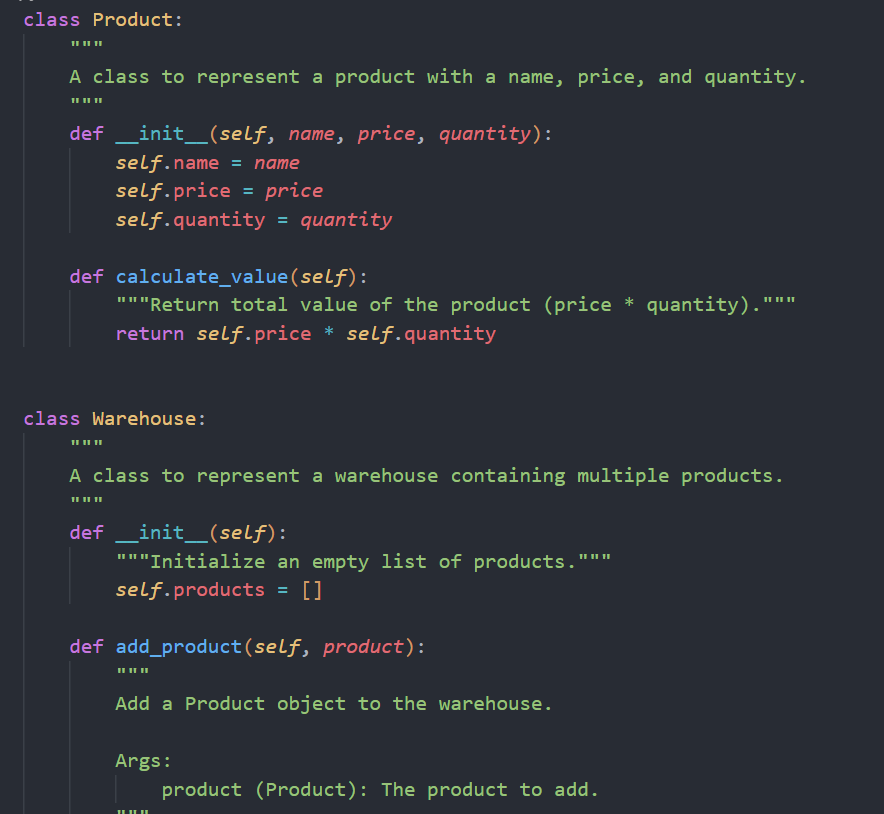 class Product:
    """
    A class to represent a product with a name, price, and quantity.
    """
    def __init__(self, name, price, quantity):
        self.name = name
        self.price = price
        self.quantity = quantity

    def calculate_value(self):
        """Return total value of the product (price * quantity)."""
        return self.price * self.quantity


class Warehouse:
    """
    A class to represent a warehouse containing multiple products.
    """
    def __init__(self):
        """Initialize an empty list of products."""
        self.products = []

    def add_product(self, product):
        """
        Add a Product object to the warehouse.

        Args:
            product (Product): The product to add.
        """